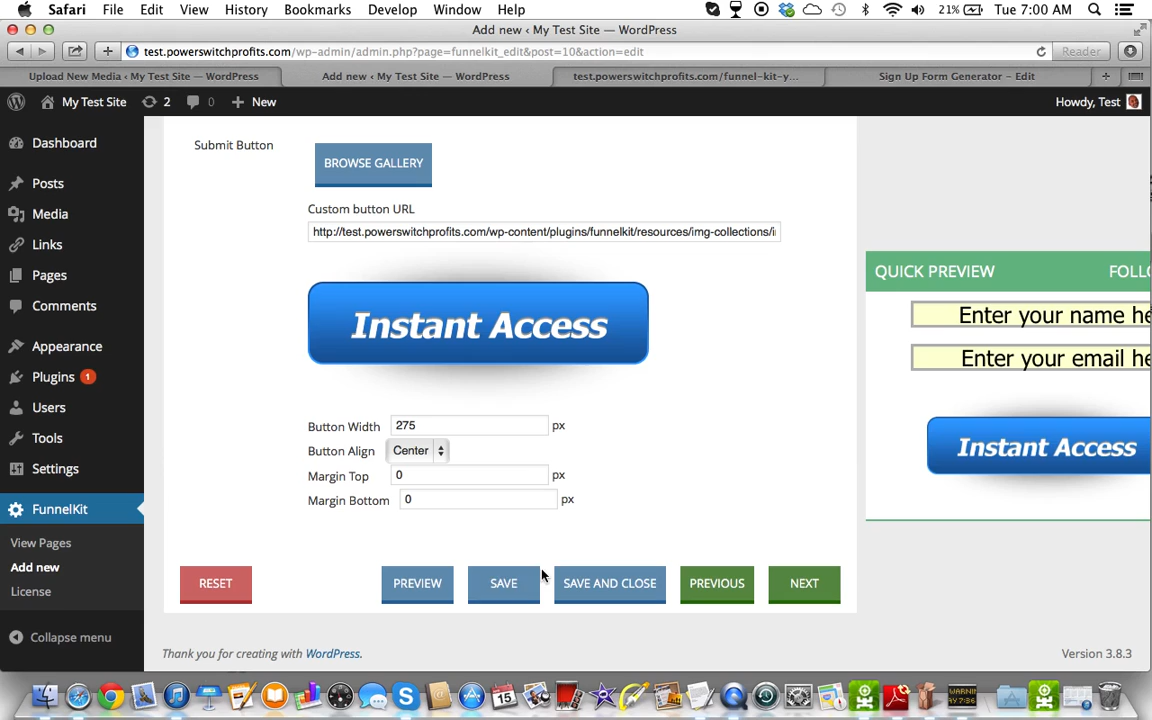 Safari File Edit View History Bookmarks Develop Window Help 21% Tue 7:00 AM
Add new ‹ My Test Site — WordPress
test.powerswitchprofits.com/wp-admin/admin.php?page=funnelkit_edit&post=10&action=edit Reader
Upload New Media ‹ My Test Site — WordPress Add new ‹ My Test Site — WordPress test.powerswitchprofits.com/funnel-kit-y... Sign Up Form Generator – Edit
My Test Site 2 0 + New Howdy, Test
Dashboard
Posts
Media
Links
Pages
Comments
Appearance
Plugins 1
Users
Tools
Settings
FunnelKit
View Pages
Add new
License
Collapse menu
Submit Button
BROWSE GALLERY
Custom button URL
http://test.powerswitchprofits.com/wp-content/plugins/funnelkit/resources/img-collections/i
Instant Access
Button Width 275 px
Button Align Center
Margin Top 0 px
Margin Bottom 0 px
RESET PREVIEW SAVE SAVE AND CLOSE PREVIOUS NEXT
QUICK PREVIEW FOLL
Enter your name he
Enter your email he
Instant Access
Thank you for creating with WordPress. Version 3.8.3